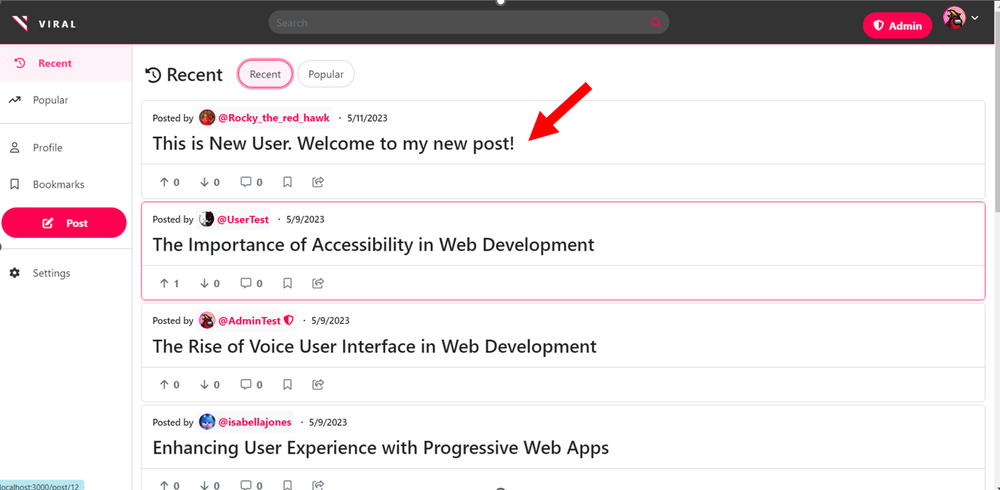 VIRAL
Search
Admin
Recent
Popular
Profile
Bookmarks
Post
Settings
Recent
Recent
Popular
Posted by @Rocky_the_red_hawk · 5/11/2023
This is New User. Welcome to my new post!
0 0 0
Posted by @UserTest · 5/9/2023
The Importance of Accessibility in Web Development
1 0 0
Posted by @AdminTest · 5/9/2023
The Rise of Voice User Interface in Web Development
0 0 0
Posted by @isabellajones · 5/9/2023
Enhancing User Experience with Progressive Web Apps
0 0 0
localhost:3000/post/12